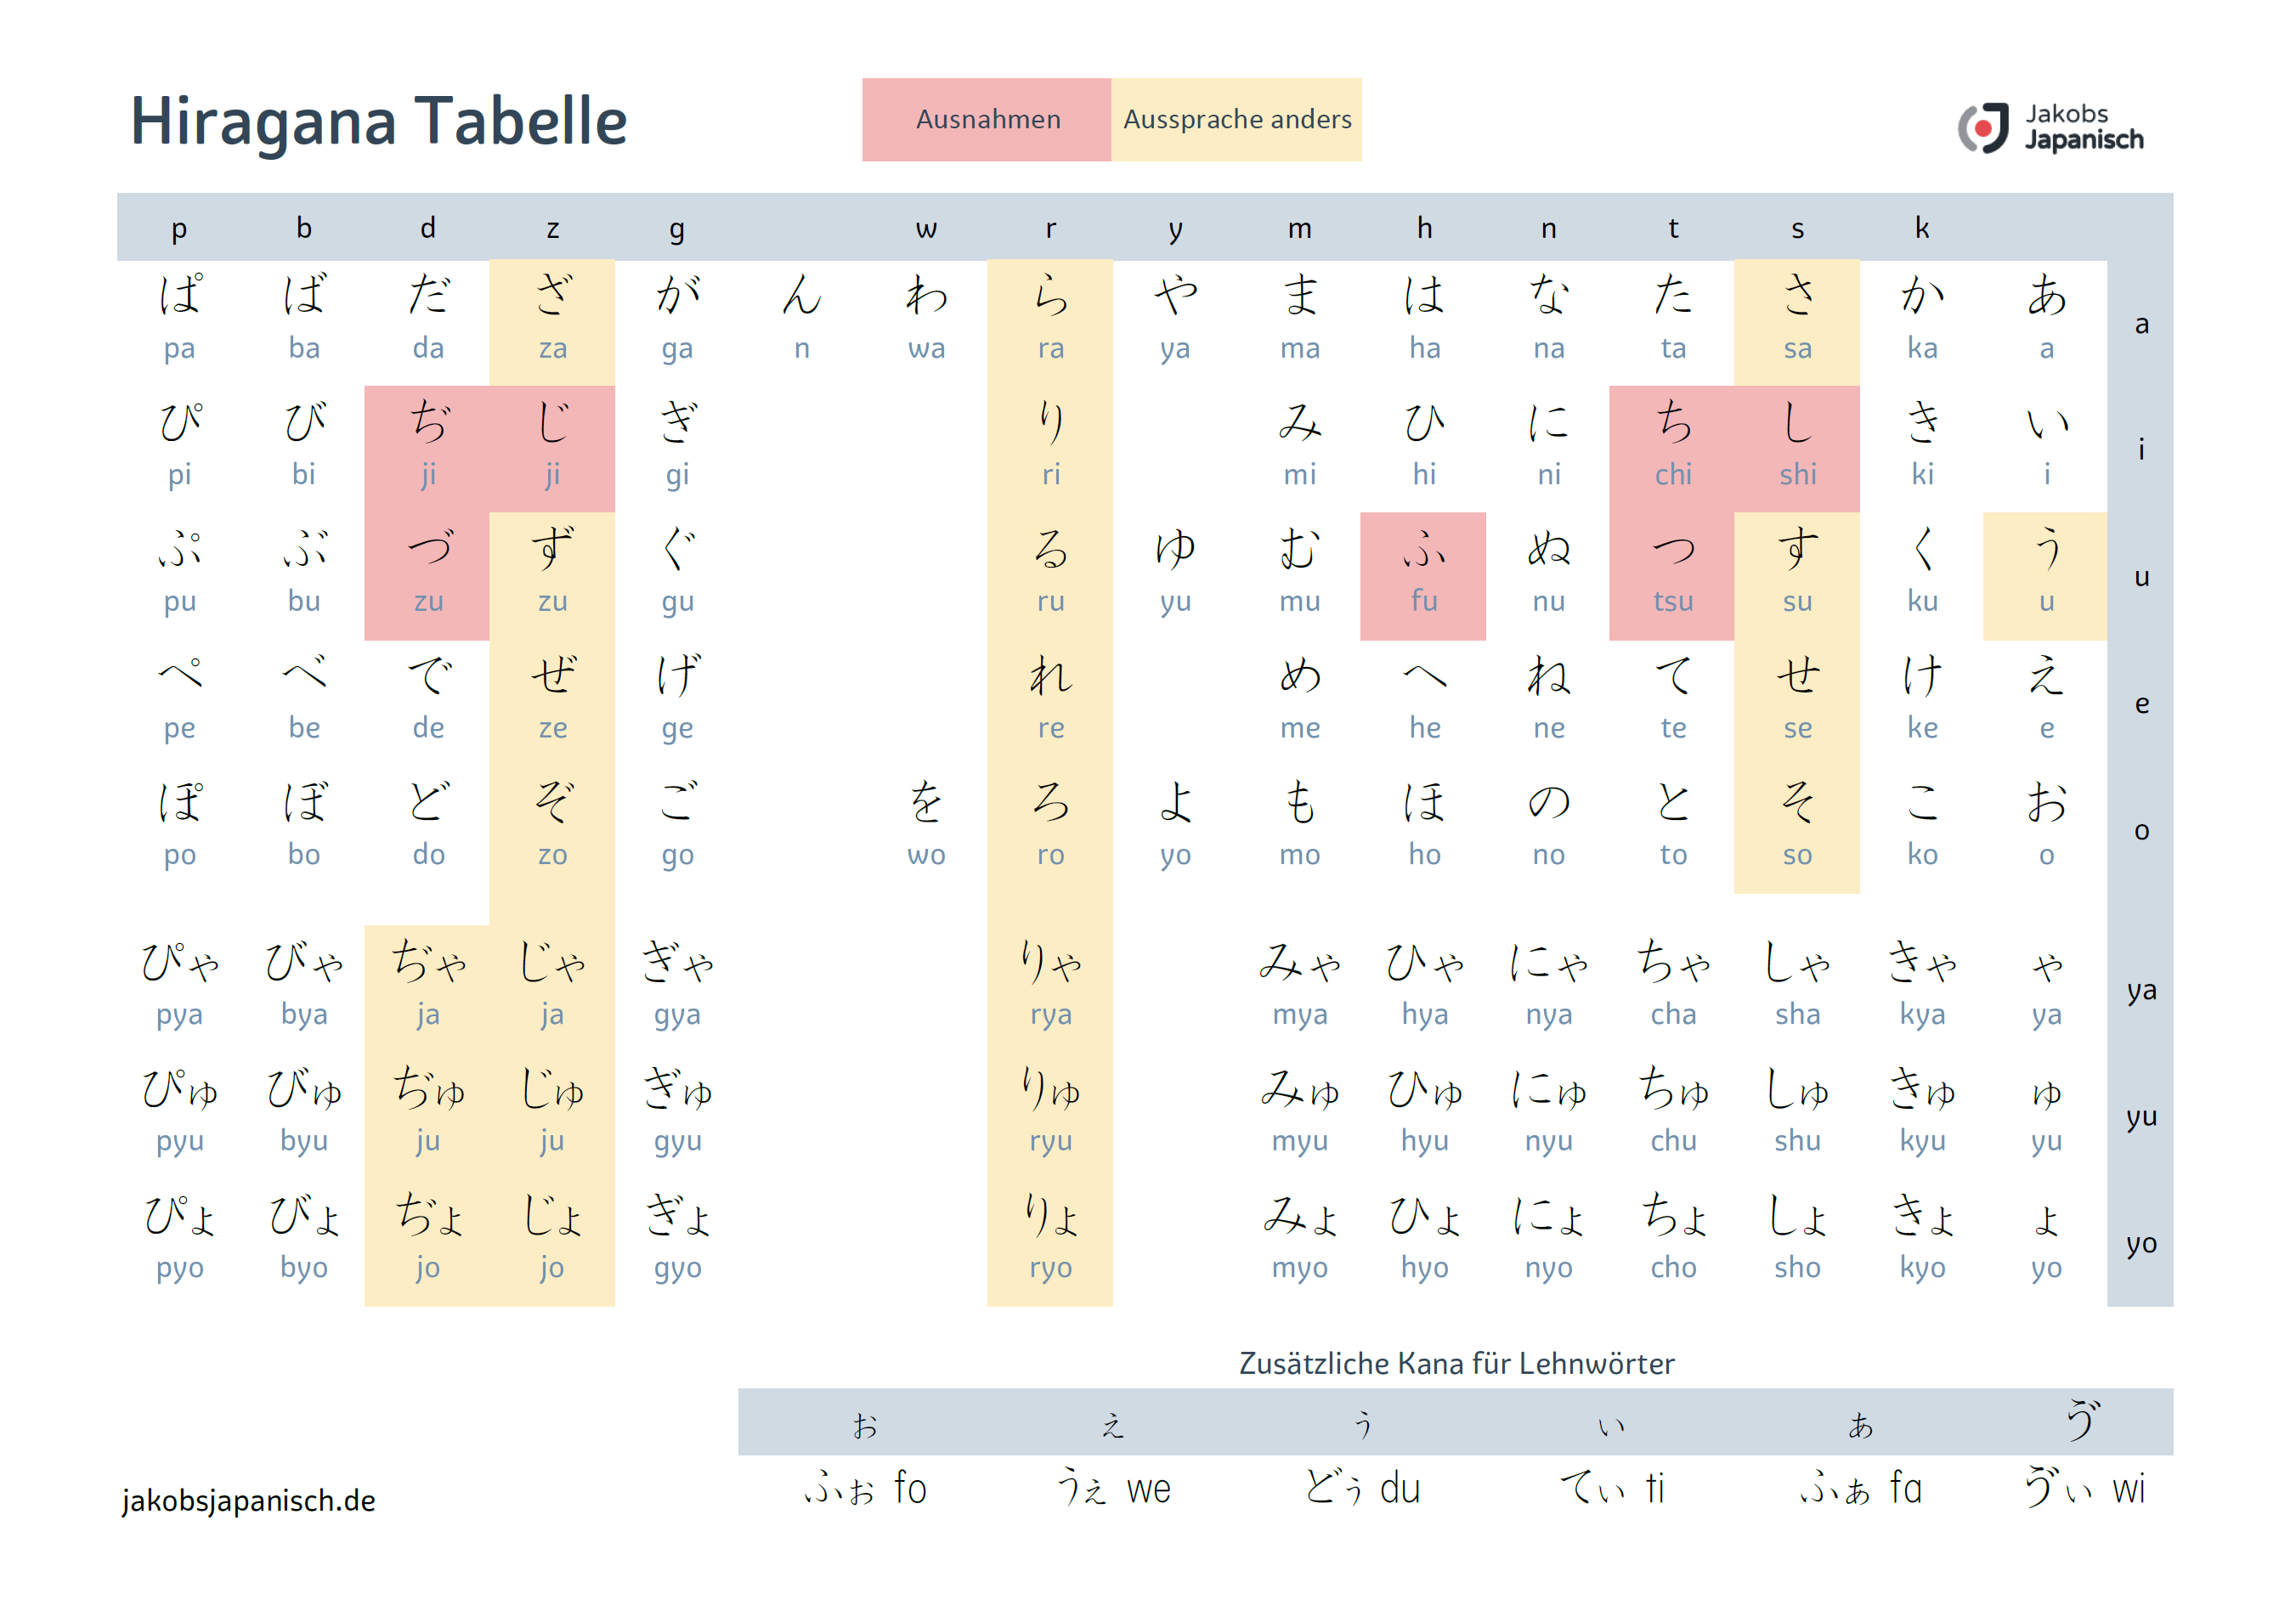 Hiragana Tabelle
Ausnahmen Aussprache anders
Jakobs
Japanisch
p b d z g w r y m h n t s k
ぱ ば だ ざ が ん わ ら や ま は な た さ か あ
pa ba da za ga n wa ra ya ma ha na ta sa ka a
a
ぴ び ぢ じ ぎ り み ひ に ち し き い
pi bi ji ji gi ri mi hi ni chi shi ki i
i
ぷ ぶ づ ず ぐ る ゆ む ふ ぬ つ す く う
pu bu zu zu gu ru yu mu fu nu tsu su ku u
u
ぺ べ で ぜ げ れ め へ ね て せ け え
pe be de ze ge re me he ne te se ke e
e
ぽ ぼ ど ぞ ご を ろ よ も ほ の と そ こ お
po bo do zo go wo ro yo mo ho no to so ko o
o
ぴゃ びゃ ぢゃ じゃ ぎゃ りゃ みゃ ひゃ にゃ ちゃ しゃ きゃ ゃ
pya bya ja ja gya rya mya hya nya cha sha kya ya
ya
ぴゅ びゅ ぢゅ じゅ ぎゅ りゅ みゅ ひゅ にゅ ちゅ しゅ きゅ ゅ
pyu byu ju ju gyu ryu myu hyu nyu chu shu kyu yu
yu
ぴょ びょ ぢょ じょ ぎょ りょ みょ ひょ にょ ちょ しょ きょ ょ
pyo byo jo jo gyo ryo myo hyo nyo cho sho kyo yo
yo
Zusätzliche Kana für Lehnwörter
ぉ ぇ ぅ ぃ ぁ ゔ
ふぉ fo うぇ we どぅ du てぃ ti ふぁ fa ゔぃ wi
jakobsjapanisch.de